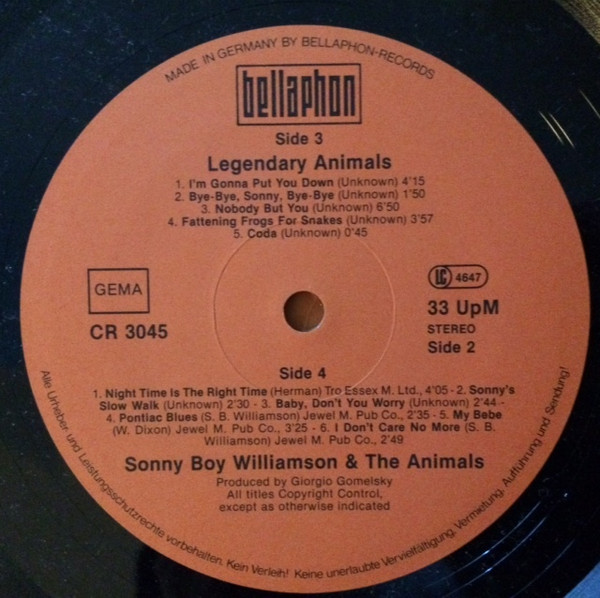 MADE IN GERMANY BY BELLAPHON-RECORDS
bellaphon
Side 3
Legendary Animals
1. I'm Gonna Put You Down (Unknown) 4'15
2. Bye-Bye, Sonny, Bye-Bye (Unknown) 1'50
3. Nobody But You (Unknown) 6'50
4. Fattening Frogs For Snakes (Unknown) 3'57
5. Coda (Unknown) 0'45
GEMA
CR 3045
LC 4647
33 UpM
STEREO
Side 2
Side 4
1. Night Time Is The Right Time (Herman) Tro Essex M. Ltd., 4'05 - 2. Sonny's
Slow Walk (Unknown) 2'30 - 3. Baby, Don't You Worry (Unknown) 2'44 -
4. Pontiac Blues (S. B. Williamson) Jewel M. Pub Co., 2'35 - 5. My Bebe
(W. Dixon) Jewel M. Pub Co., 3'25 - 6. I Don't Care No More (S. B.
Williamson) Jewel M. Pub Co., 2'49
Sonny Boy Williamson & The Animals
Produced by Giorgio Gomelsky
All titles Copyright Control,
except as otherwise indicated
Alle Urheber- und Leistungsschutzrechte vorbehalten. Kein Verleih! Keine unerlaubte Vervielfältigung, Vermietung, Aufführung und Sendung!